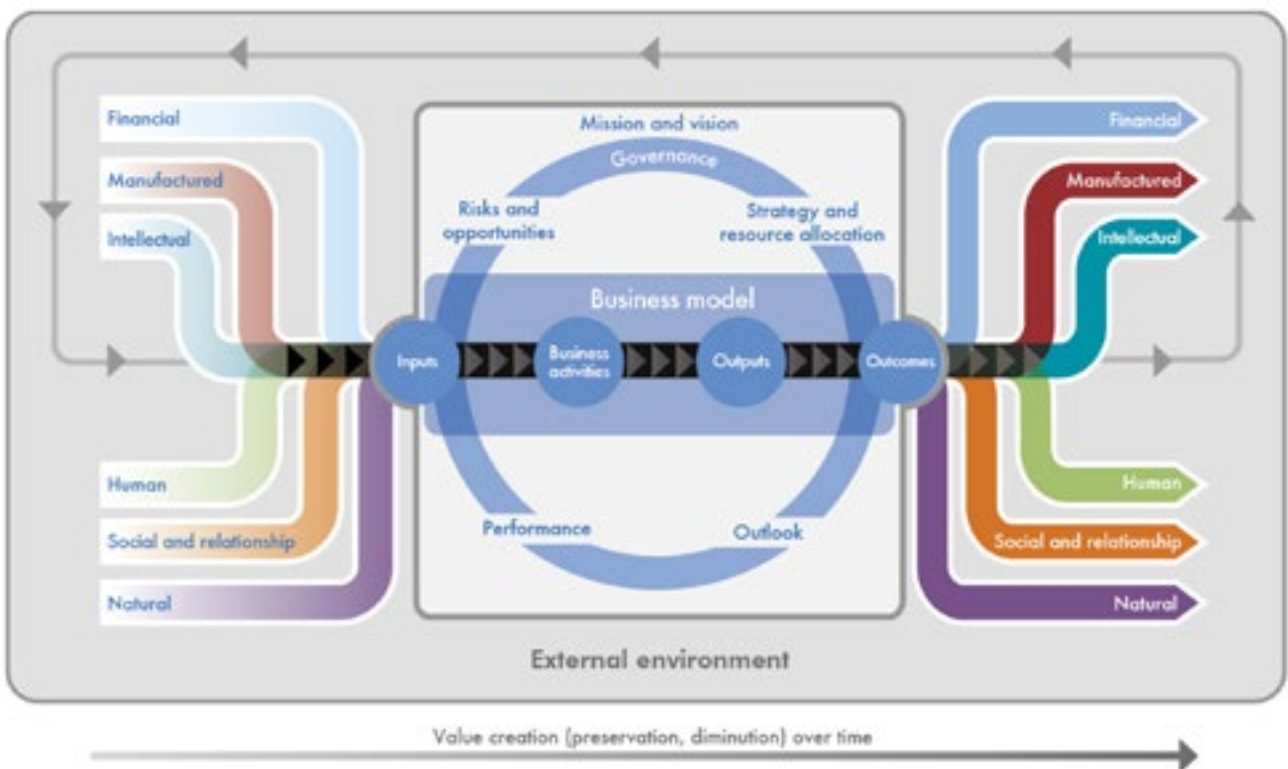 Financial
Manufactured
Intellectual
Human
Social and relationship
Natural
Mission and vision
Governance
Risks and
opportunities
Strategy and
resource allocation
Business model
Inputs
Business
activities
Outputs
Outcomes
Performance
Outlook
Financial
Manufactured
Intellectual
Human
Social and relationship
Natural
External environment
Value creation (preservation, diminution) over time